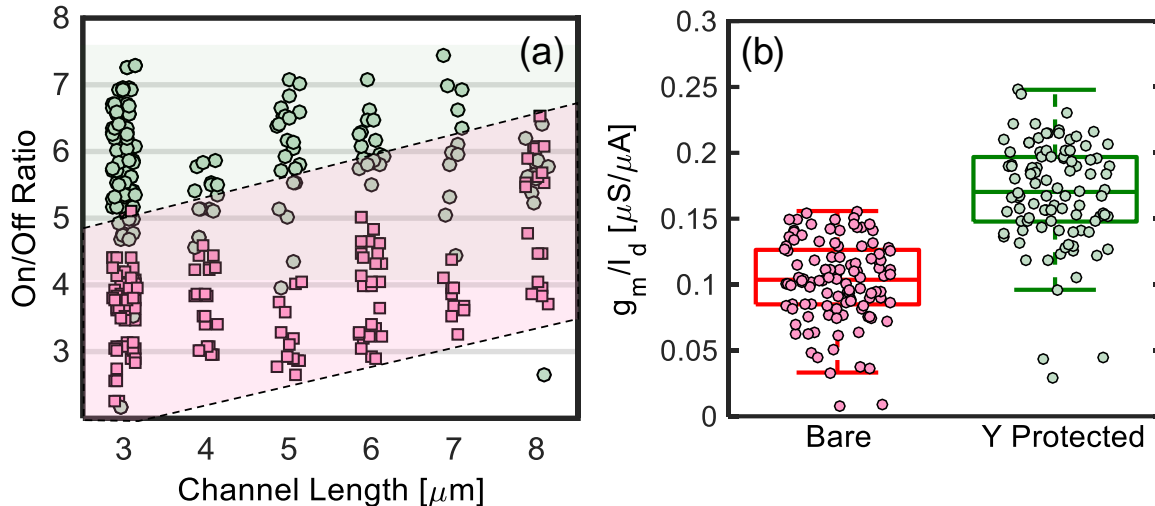 (a)
On/Off Ratio
8
7
6
5
4
3
3 4 5 6 7 8
Channel Length [μm]
(b)
g_m/I_d [μS/μA]
0.3
0.25
0.2
0.15
0.1
0.05
0
Bare Y Protected